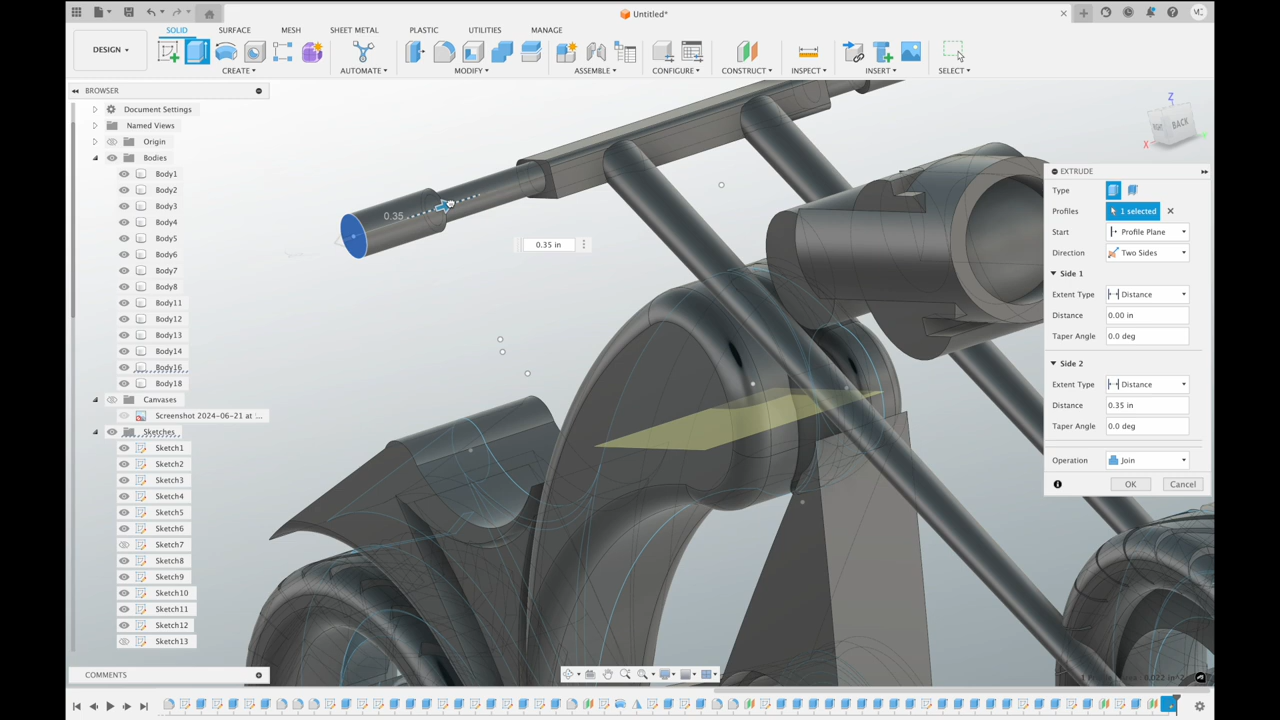 Untitled*
MC
DESIGN
SOLID
SURFACE
MESH
SHEET METAL
PLASTIC
UTILITIES
MANAGE
CREATE
AUTOMATE
MODIFY
ASSEMBLE
CONFIGURE
CONSTRUCT
INSPECT
INSERT
SELECT
BROWSER
Document Settings
Named Views
Origin
Bodies
Body1
Body2
Body3
Body4
Body5
Body6
Body7
Body8
Body11
Body12
Body13
Body14
Body16
Body18
Canvases
Screenshot 2024-06-21 at '...
Sketches
Sketch1
Sketch2
Sketch3
Sketch4
Sketch5
Sketch6
Sketch7
Sketch8
Sketch9
Sketch10
Sketch11
Sketch12
Sketch13
0.35
0.35 in
Z
BACK
X
EXTRUDE
Type
Profiles
1 selected
Start
Profile Plane
Direction
Two Sides
Side 1
Extent Type
Distance
Distance
0.00 in
Taper Angle
0.0 deg
Side 2
Extent Type
Distance
Distance
0.35 in
Taper Angle
0.0 deg
Operation
Join
OK
Cancel
COMMENTS